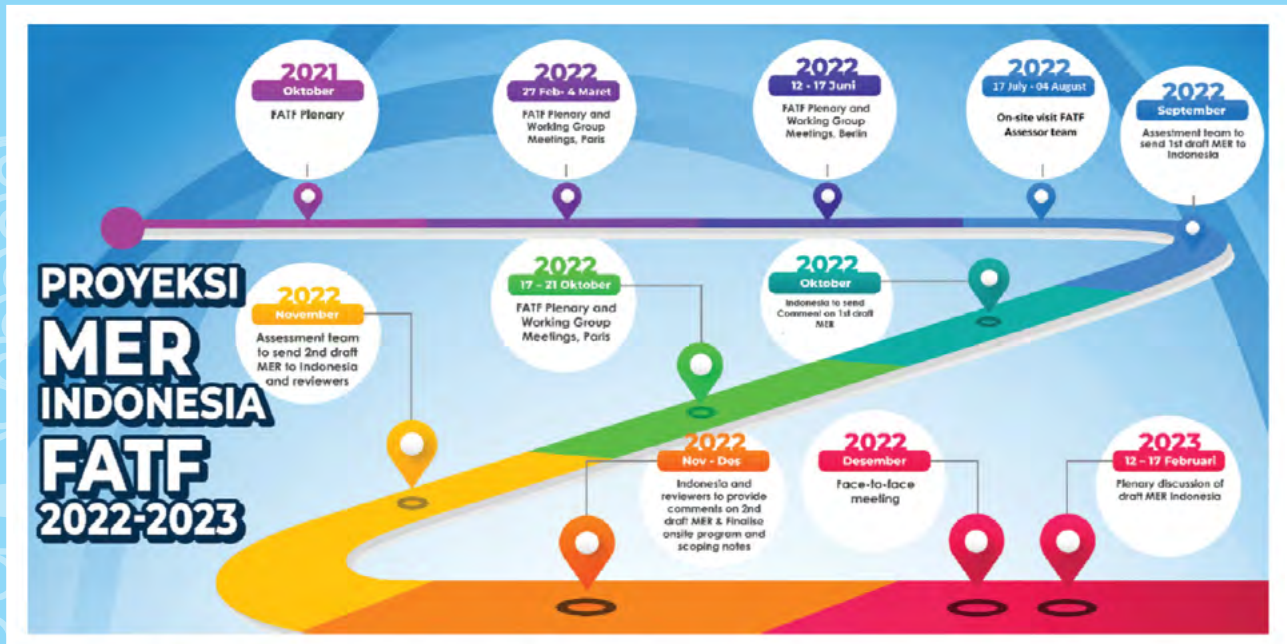 2021
Oktober
FATF Plenary
2022
27 Feb- 4 Maret
FATF Plenary and
Working Group
Meetings, Paris
2022
12 - 17 Juni
FATF Plenary and
Working Group
Meetings, Berlin
2022
17 July - 04 August
On-site visit FATF
Assessor team
2022
September
Assestment team to
send 1st draft MER to
Indonesia
PROYEKSI
MER
INDONESIA
FATF
2022-2023
2022
November
Assessment team
to send 2nd draft
MER to Indonesia
and reviewers
2022
17 - 21 Oktober
FATF Plenary and
Working Group
Meetings, Paris
2022
Oktober
Indonesia to send
Comment on 1st draft
MER
2022
Nov - Des
Indonesia and
reviewers to provide
comments on 2nd
draft MER & Finalise
onsite program and
scoping notes
2022
Desember
Face-to-face
meeting
2023
12 - 17 Februari
Plenary discussion of
draft MER Indonesia